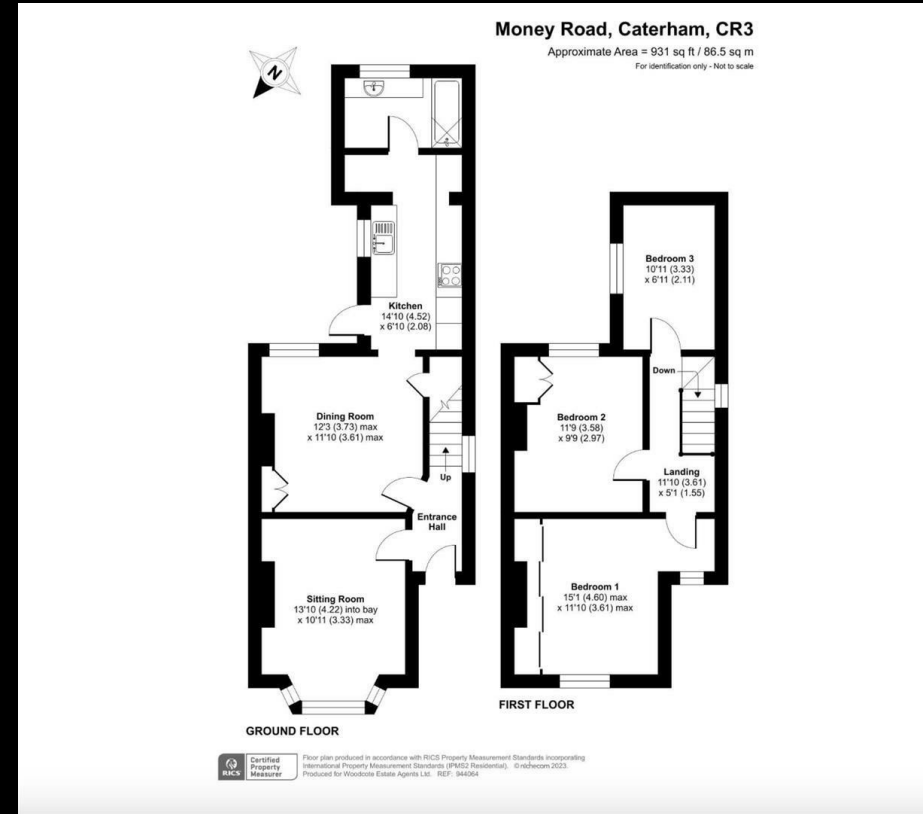 Money Road, Caterham, CR3
Approximate Area = 931 sq ft / 86.5 sq m
For identification only - Not to scale
N
Kitchen
14'10 (4.52)
x 6'10 (2.08)
Dining Room
12'3 (3.73) max
x 11'10 (3.61) max
Up
Entrance
Hall
Sitting Room
13'10 (4.22) into bay
x 10'11 (3.33) max
GROUND FLOOR
Bedroom 3
10'11 (3.33)
x 6'11 (2.11)
Down
Bedroom 2
11'9 (3.58)
x 9'9 (2.97)
Landing
11'10 (3.61)
x 5'1 (1.55)
Bedroom 1
15'1 (4.60) max
x 11'10 (3.61) max
FIRST FLOOR
RICS
Certified
Property
Measurer
Floor plan produced in accordance with RICS Property Measurement Standards incorporating
International Property Measurement Standards (IPMS2 Residential). © nichecom 2023.
Produced for Woodcote Estate Agents Ltd. REF: 944064